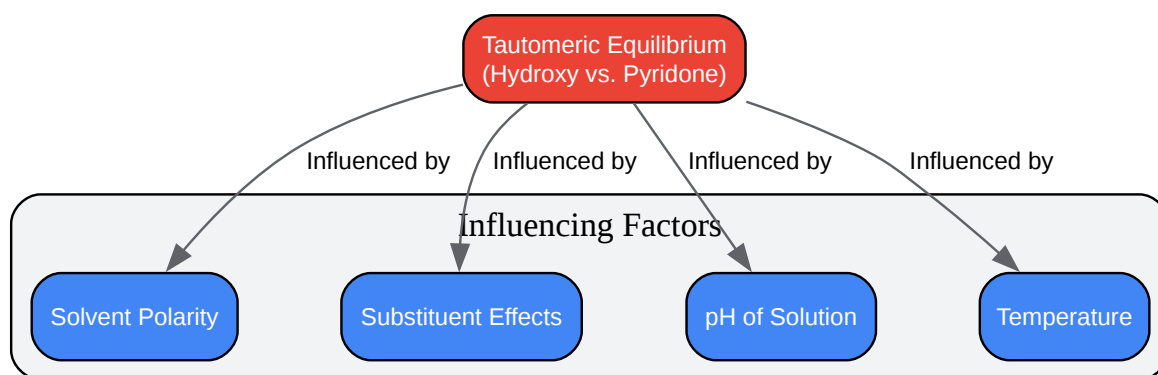 Tautomeric Equilibrium
(Hydroxy vs. Pyridone)
Influenced by
Influenced by
Influenced by
Influenced by
Influencing Factors
Solvent Polarity
Substituent Effects
pH of Solution
Temperature